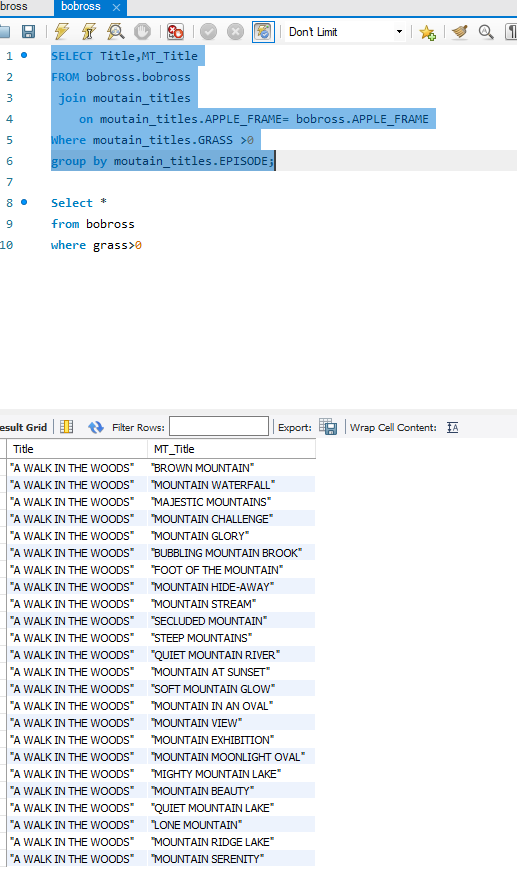 bross
bobross ×
Don't Limit
1 SELECT Title,MT_Title
2 FROM bobross.bobross
3 join moutain_titles
4 on moutain_titles.APPLE_FRAME= bobross.APPLE_FRAME
5 Where moutain_titles.GRASS >0
6 group by moutain_titles.EPISODE;
7
8 Select *
9 from bobross
10 where grass>0
esult Grid Filter Rows: Export: Wrap Cell Content: IA
Title MT_Title
"A WALK IN THE WOODS" "BROWN MOUNTAIN"
"A WALK IN THE WOODS" "MOUNTAIN WATERFALL"
"A WALK IN THE WOODS" "MAJESTIC MOUNTAINS"
"A WALK IN THE WOODS" "MOUNTAIN CHALLENGE"
"A WALK IN THE WOODS" "MOUNTAIN GLORY"
"A WALK IN THE WOODS" "BUBBLING MOUNTAIN BROOK"
"A WALK IN THE WOODS" "FOOT OF THE MOUNTAIN"
"A WALK IN THE WOODS" "MOUNTAIN HIDE-AWAY"
"A WALK IN THE WOODS" "MOUNTAIN STREAM"
"A WALK IN THE WOODS" "SECLUDED MOUNTAIN"
"A WALK IN THE WOODS" "STEEP MOUNTAINS"
"A WALK IN THE WOODS" "QUIET MOUNTAIN RIVER"
"A WALK IN THE WOODS" "MOUNTAIN AT SUNSET"
"A WALK IN THE WOODS" "SOFT MOUNTAIN GLOW"
"A WALK IN THE WOODS" "MOUNTAIN IN AN OVAL"
"A WALK IN THE WOODS" "MOUNTAIN VIEW"
"A WALK IN THE WOODS" "MOUNTAIN EXHIBITION"
"A WALK IN THE WOODS" "MOUNTAIN MOONLIGHT OVAL"
"A WALK IN THE WOODS" "MIGHTY MOUNTAIN LAKE"
"A WALK IN THE WOODS" "MOUNTAIN BEAUTY"
"A WALK IN THE WOODS" "QUIET MOUNTAIN LAKE"
"A WALK IN THE WOODS" "LONE MOUNTAIN"
"A WALK IN THE WOODS" "MOUNTAIN RIDGE LAKE"
"A WALK IN THE WOODS" "MOUNTAIN SERENITY"